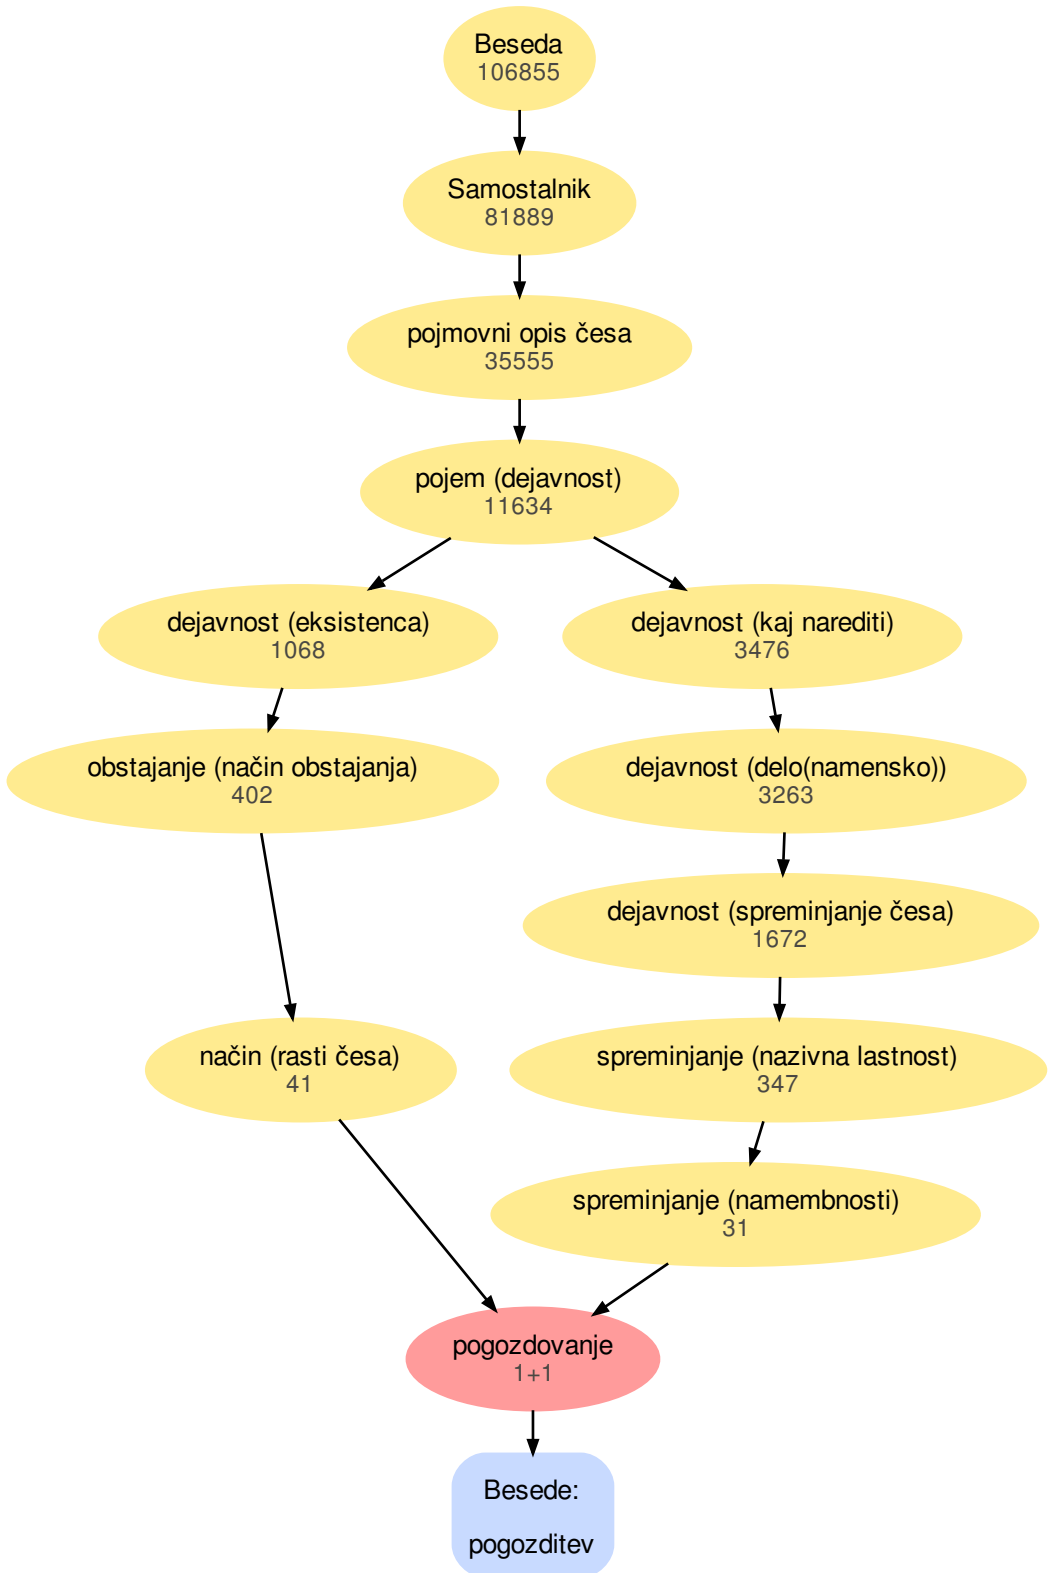 Beseda
106855
Samostalnik
81889
pojmovni opis česa
35555
pojem (dejavnost)
11634
dejavnost (eksistenca)
1068
dejavnost (kaj narediti)
3476
obstajanje (način obstajanja)
402
dejavnost (delo(namensko))
3263
dejavnost (spreminjanje česa)
1672
način (rasti česa)
41
spreminjanje (nazivna lastnost)
347
spreminjanje (namembnosti)
31
pogozdovanje
1+1
Besede:
pogozditev